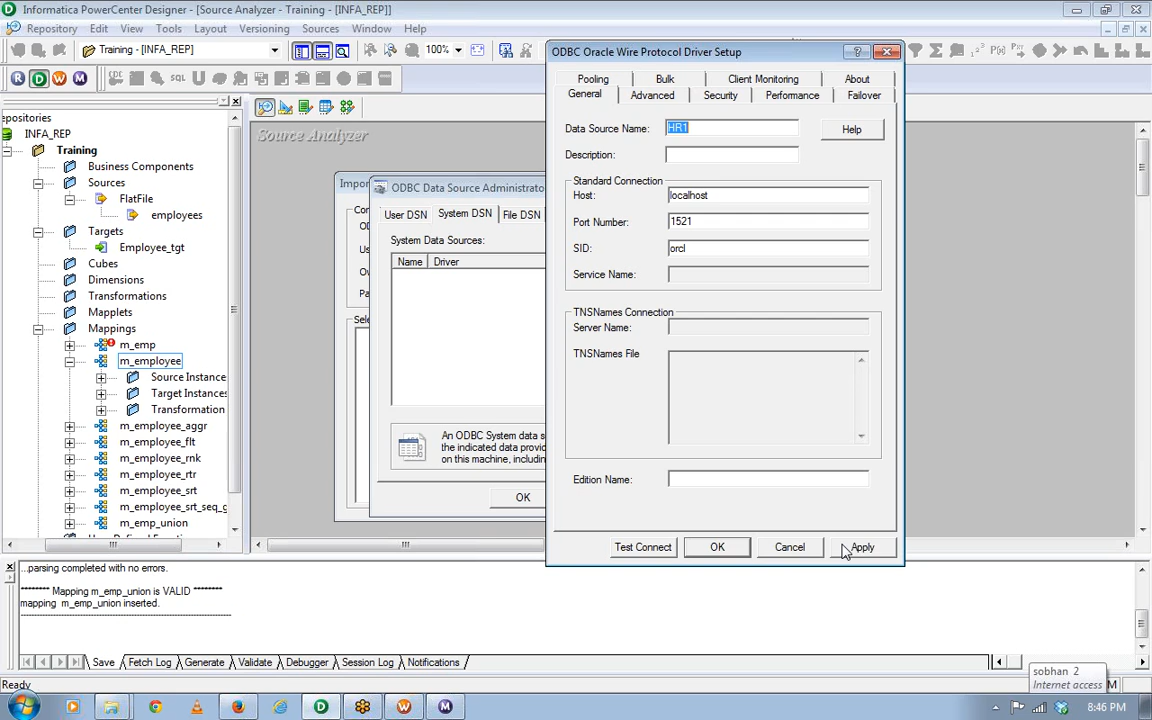 Informatica PowerCenter Designer - [Source Analyzer - Training - [INFA_REP]]
Repository Edit View Tools Layout Versioning Sources Window Help
Training - [INFA_REP]
100%
R D W M
SQL
epositories
INFA_REP
Training
Business Components
Sources
FlatFile
employees
Targets
Employee_tgt
Cubes
Dimensions
Transformations
Mapplets
Mappings
m_emp
m_employee
Source Instance
Target Instances
Transformation
m_employee_aggr
m_employee_flt
m_employee_rnk
m_employee_rtr
m_employee_srt
m_employee_srt_seq_g
m_emp_union
Source Analyzer
Impor
Co
Us
Ow
Pa
Sele
ODBC Data Source Administrato
User DSN System DSN File DSN
System Data Sources:
Name Driver
An ODBC System data s
the indicated data provid
on this machine, includin
OK
ODBC Oracle Wire Protocol Driver Setup
Pooling Bulk Client Monitoring About
General Advanced Security Performance Failover
Data Source Name: HR1 Help
Description:
Standard Connection
Host: localhost
Port Number: 1521
SID: orcl
Service Name:
TNSNames Connection
Server Name:
TNSNames File
Edition Name:
Test Connect OK Cancel Apply
...parsing completed with no errors.
******** Mapping m_emp_union is VALID ********
mapping m_emp_union inserted.
Save Fetch Log Generate Validate Debugger Session Log Notifications
Ready
sobhan 2
Internet access
M
D W M
8:46 PM